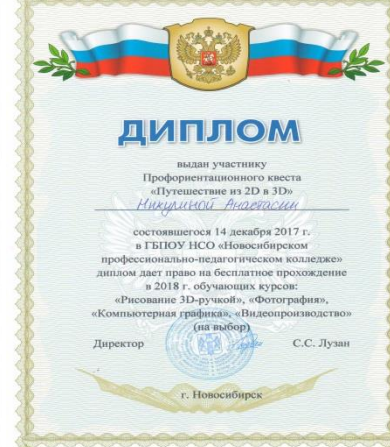 ДИПЛОМ
выдан участнику
Профориентационного квеста
«Путешествие из 2D в 3D»
Никулиной Анастасии
состоявшегося 14 декабря 2017 г.
в ГБПОУ НСО «Новосибирском
профессионально-педагогическом колледже»
диплом дает право на бесплатное прохождение
в 2018 г. обучающих курсов:
«Рисование 3D-ручкой», «Фотография»,
«Компьютерная графика», «Видеопроизводство»
(на выбор)
Директор С.С. Лузан
г. Новосибирск